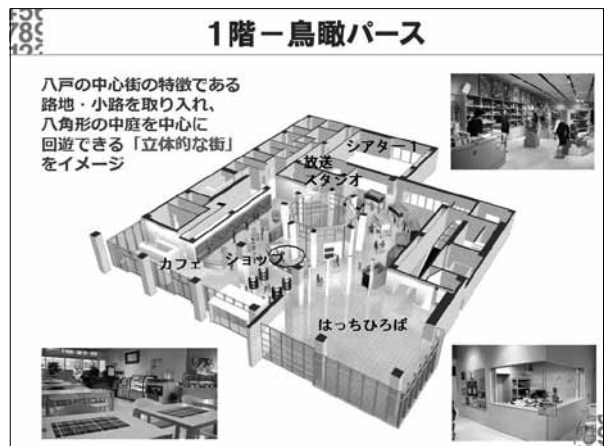 1階－鳥瞰パース
八戸の中心街の特徴である
路地・小路を取り入れ、
八角形の中庭を中心に
回遊できる「立体的な街」
をイメージ
シアター1
放送
スタジオ
カフェ
ショップ
はっちひろば